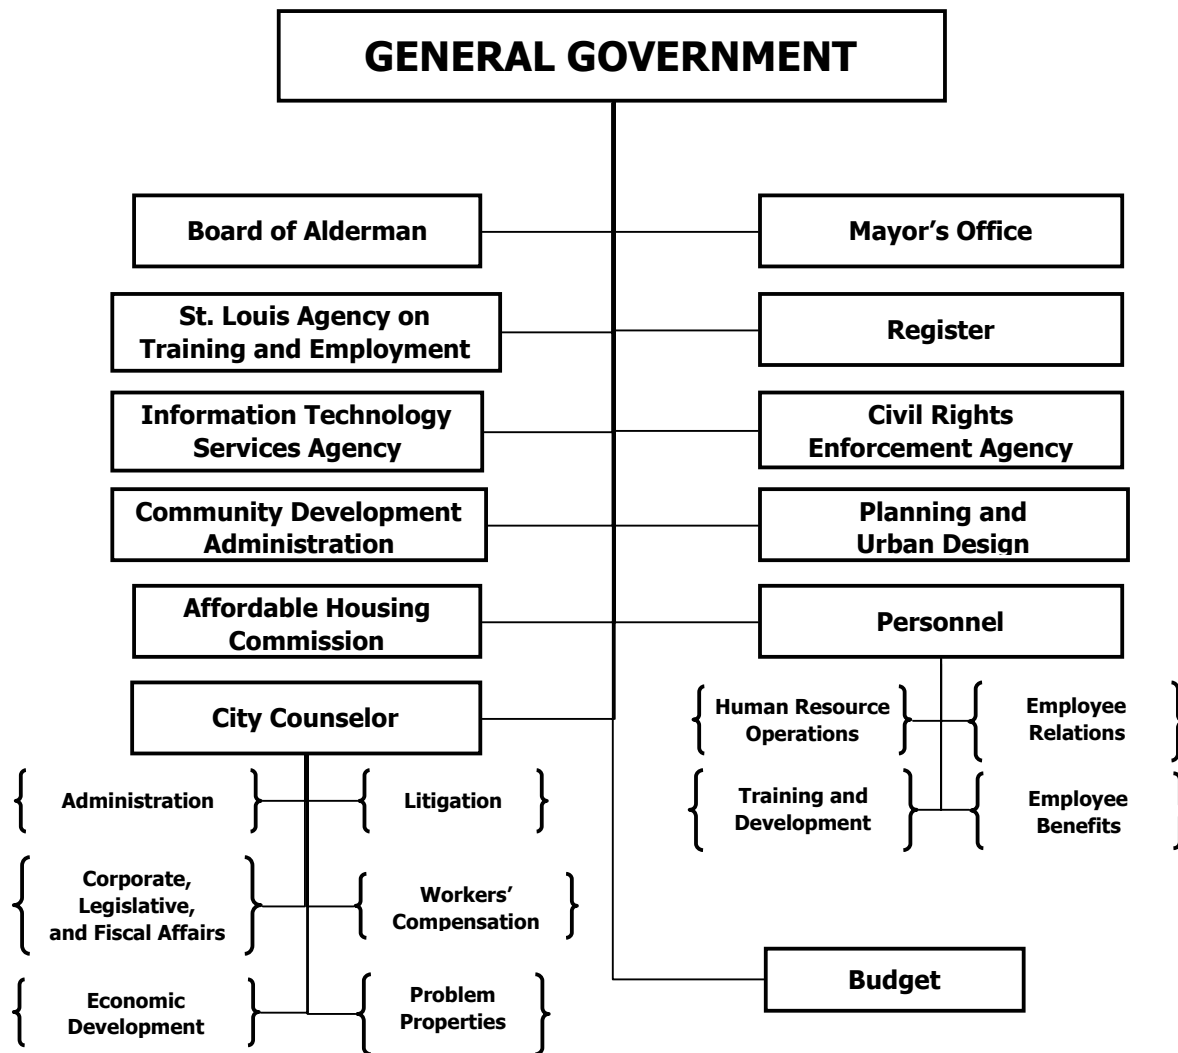 GENERAL GOVERNMENT
Board of Alderman
Mayor’s Office
St. Louis Agency on
Training and Employment
Register
Information Technology
Services Agency
Civil Rights
Enforcement Agency
Community Development
Administration
Planning and
Urban Design
Affordable Housing
Commission
Personnel
City Counselor
Human Resource
Operations
Employee
Relations
Administration
Litigation
Training and
Development
Employee
Benefits
Corporate,
Legislative,
and Fiscal Affairs
Workers’
Compensation
Economic
Development
Problem
Properties
Budget